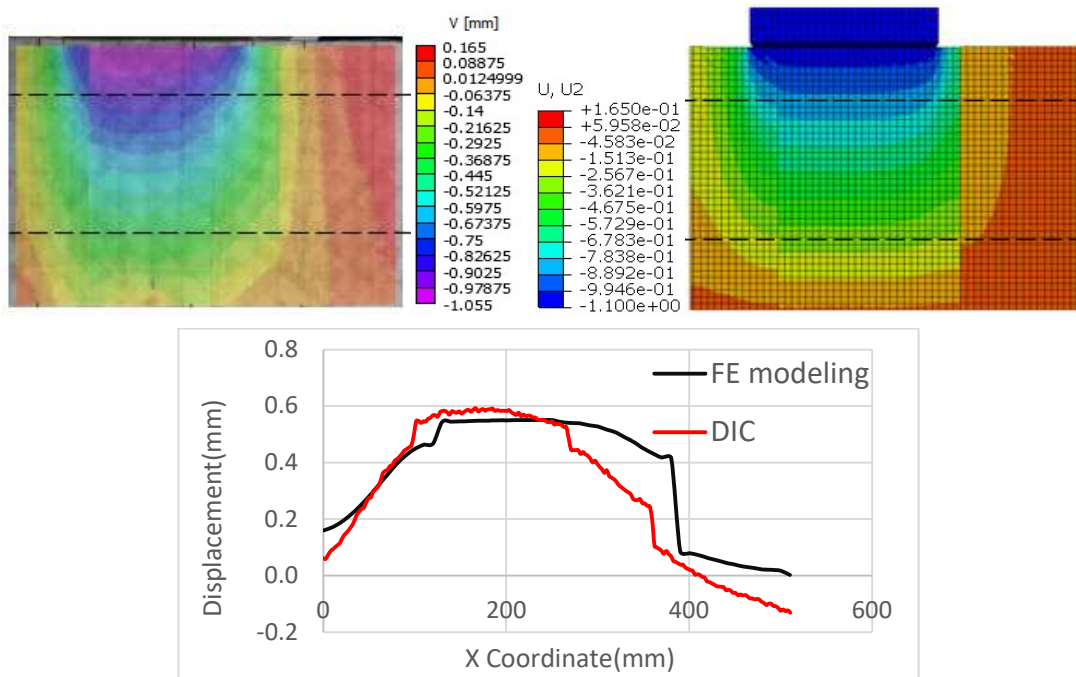 V [mm]
0.165
0.08875
0.0124999
-0.06375
-0.14
-0.21625
-0.2925
-0.36875
-0.445
-0.52125
-0.5975
-0.67375
-0.75
-0.82625
-0.9025
-0.97875
-1.055
U, U2
+1.650e-01
+5.958e-02
-4.583e-02
-1.513e-01
-2.567e-01
-3.621e-01
-4.675e-01
-5.729e-01
-6.783e-01
-7.838e-01
-8.892e-01
-9.946e-01
-1.100e+00
0.8
0.6
0.4
0.2
0.0
-0.2
Displacement(mm)
FE modeling
DIC
0
200
400
600
X Coordinate(mm)